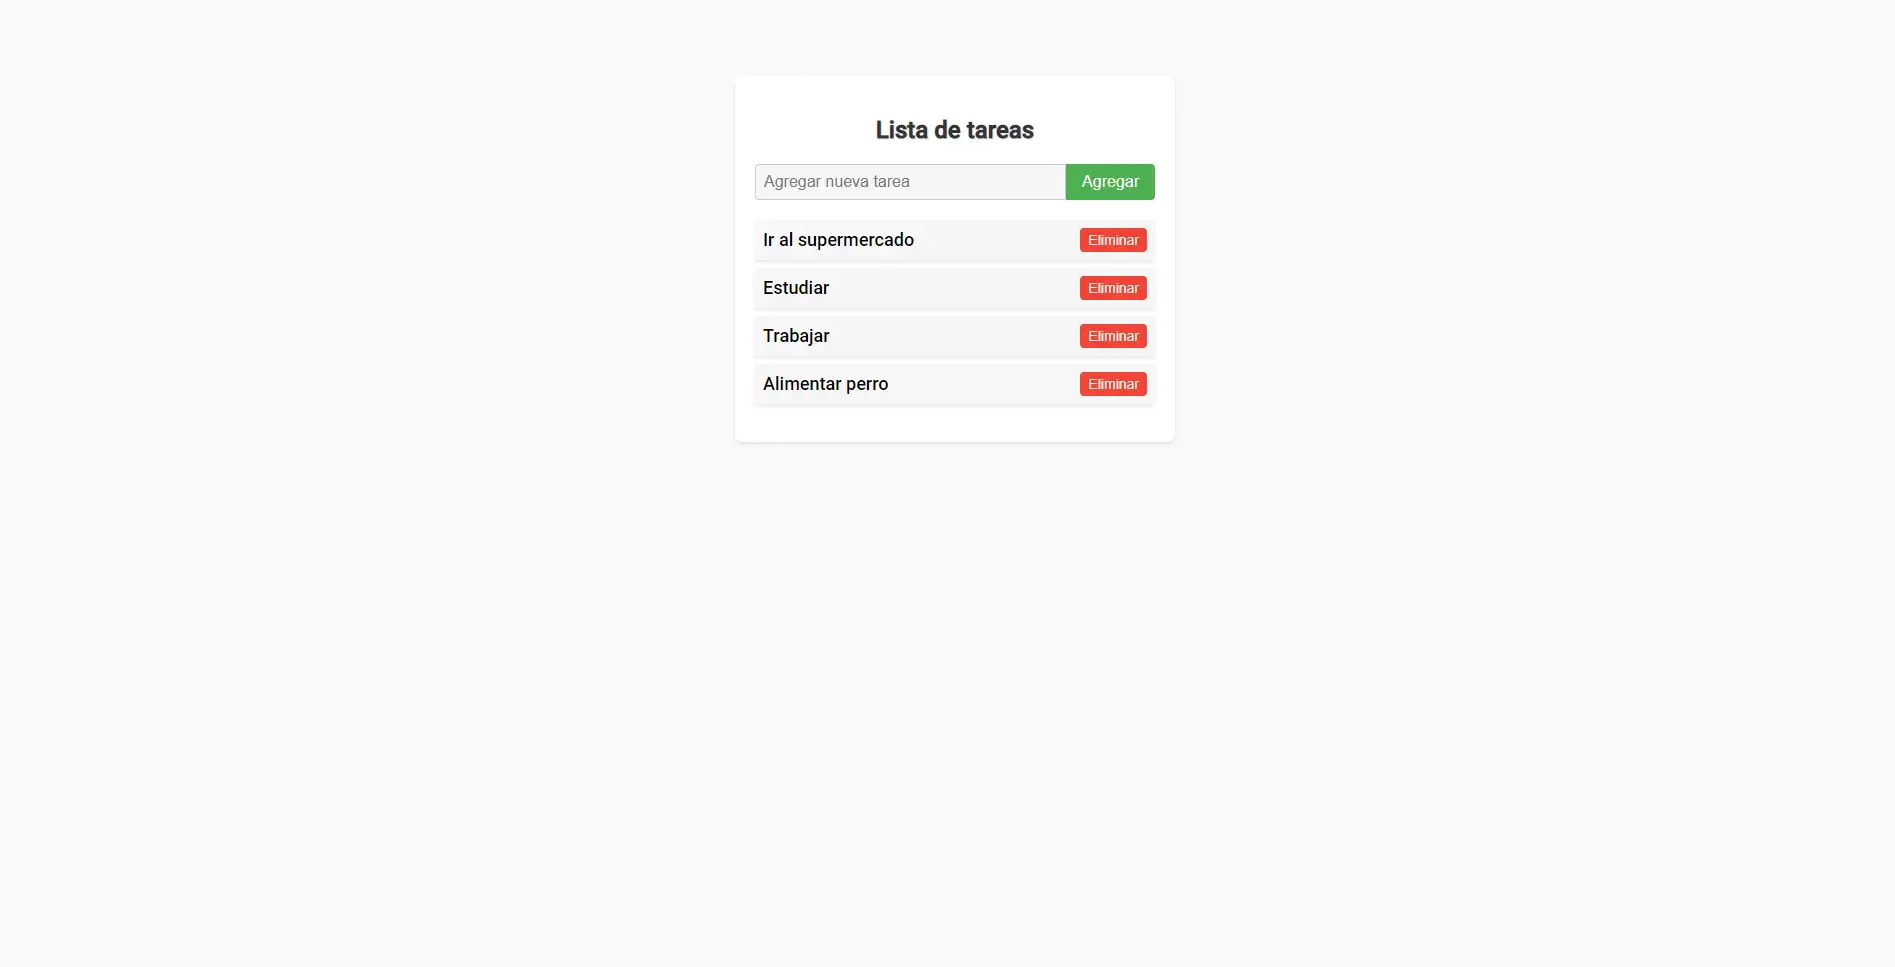 Lista de tareas
Agregar nueva tarea Agregar
Ir al supermercado Eliminar
Estudiar Eliminar
Trabajar Eliminar
Alimentar perro Eliminar